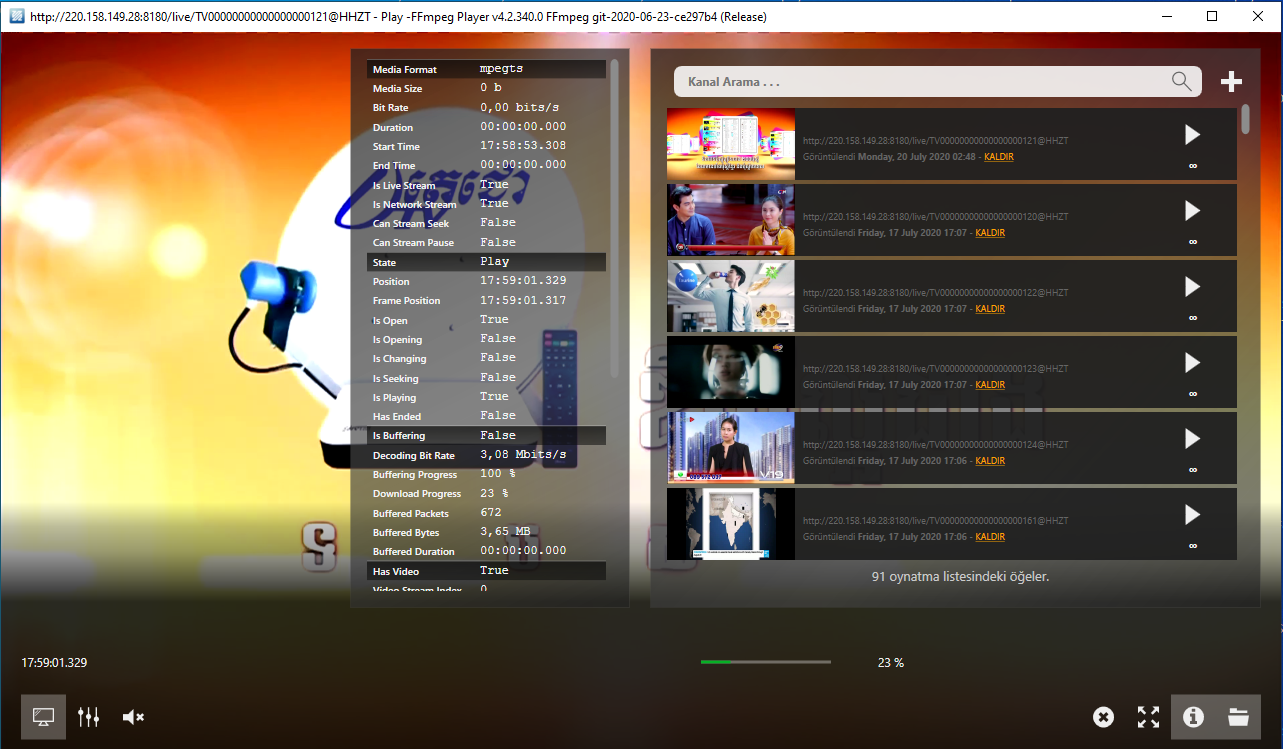 http://220.158.149.28:8180/live/TV00000000000000000121@HHZT - Play -FFmpeg Player v4.2.340.0 FFmpeg git-2020-06-23-ce297b4 (Release)
Media Format mpegts
Media Size 0 b
Bit Rate 0,00 bits/s
Duration 00:00:00.000
Start Time 17:58:53.308
End Time 00:00:00.000
Is Live Stream True
Is Network Stream True
Can Stream Seek False
Can Stream Pause False
State Play
Position 17:59:01.329
Frame Position 17:59:01.317
Is Open True
Is Opening False
Is Changing False
Is Seeking False
Is Playing True
Has Ended False
Is Buffering False
Decoding Bit Rate 3,08 Mbits/s
Buffering Progress 100 %
Download Progress 23 %
Buffered Packets 672
Buffered Bytes 3,65 MB
Buffered Duration 00:00:00.000
Has Video True
Video Stream Index 0
Kanal Arama . . .
http://220.158.149.28:8180/live/TV00000000000000000121@HHZT
Görüntülendi Monday, 20 July 2020 02:48 - KALDIR
∞
http://220.158.149.28:8180/live/TV00000000000000000120@HHZT
Görüntülendi Friday, 17 July 2020 17:07 - KALDIR
∞
http://220.158.149.28:8180/live/TV00000000000000000122@HHZT
Görüntülendi Friday, 17 July 2020 17:07 - KALDIR
∞
http://220.158.149.28:8180/live/TV00000000000000000123@HHZT
Görüntülendi Friday, 17 July 2020 17:07 - KALDIR
∞
http://220.158.149.28:8180/live/TV00000000000000000124@HHZT
Görüntülendi Friday, 17 July 2020 17:06 - KALDIR
∞
http://220.158.149.28:8180/live/TV00000000000000000161@HHZT
Görüntülendi Friday, 17 July 2020 17:06 - KALDIR
∞
91 oynatma listesindeki öğeler.
17:59:01.329
23 %